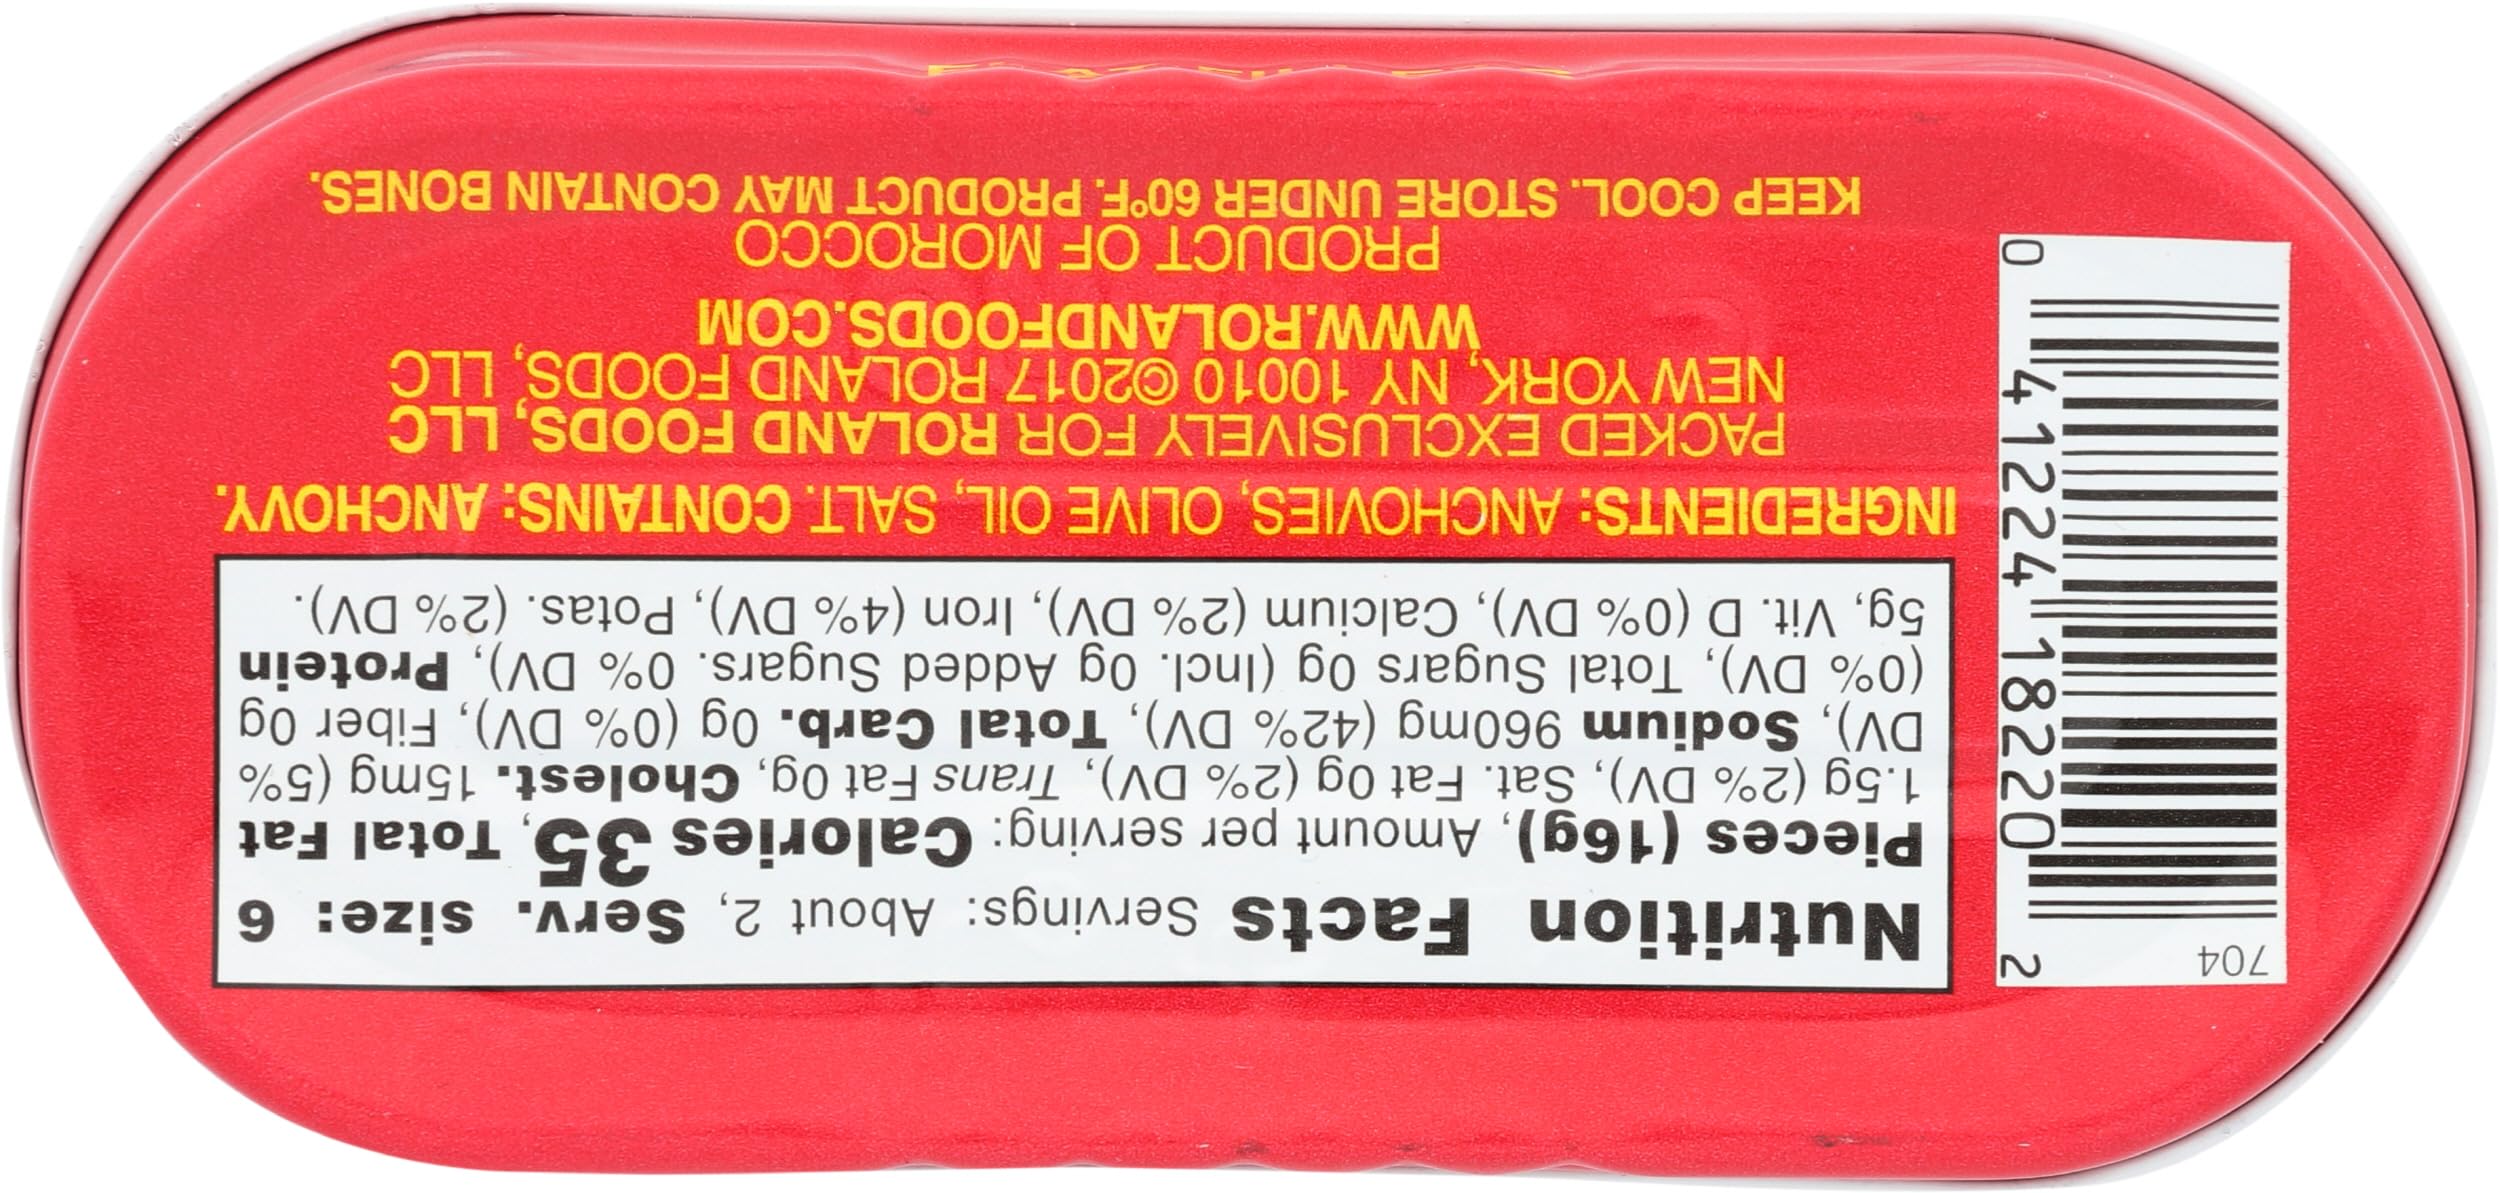 704
0 41224 18220 2
Nutrition Facts Servings: About 2, Serv. size: 6
Pieces (16g), Amount per serving: Calories 35, Total Fat
1.5g (2% DV), Sat. Fat 0g (2% DV), Trans Fat 0g, Cholest. 15mg (5%
DV), Sodium 960mg (42% DV), Total Carb. 0g (0% DV), Fiber 0g
(0% DV), Total Sugars 0g (Incl. 0g Added Sugars. 0% DV), Protein
5g, Vit. D (0% DV), Calcium (2% DV), Iron (4% DV), Potas. (2% DV).
INGREDIENTS: ANCHOVIES, OLIVE OIL, SALT. CONTAINS: ANCHOVY.
PACKED EXCLUSIVELY FOR ROLAND FOODS, LLC
NEW YORK, NY 10010 ©2017 ROLAND FOODS, LLC
WWW.ROLANDFOODS.COM
PRODUCT OF MOROCCO
KEEP COOL. STORE UNDER 60°F. PRODUCT MAY CONTAIN BONES.